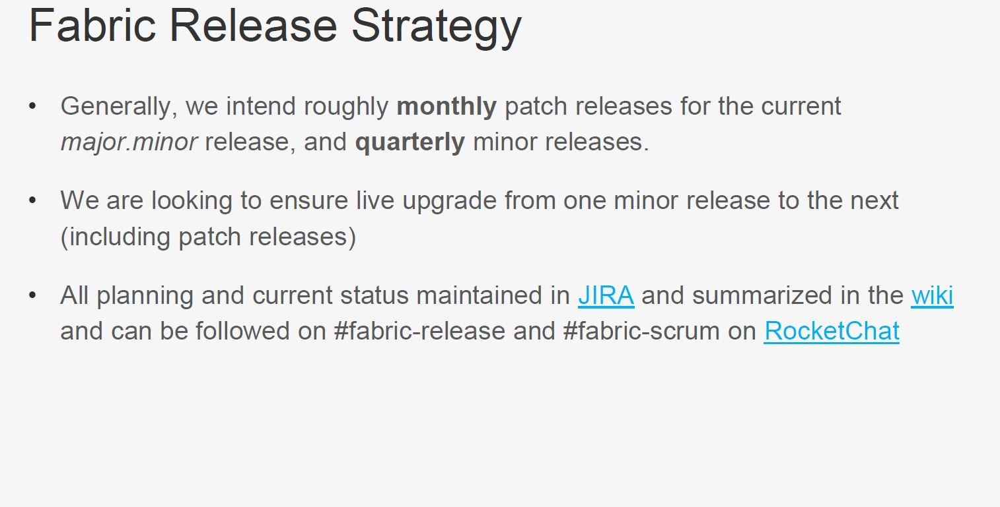 Fabric Release Strategy
• Generally, we intend roughly monthly patch releases for the current
major.minor release, and quarterly minor releases.
• We are looking to ensure live upgrade from one minor release to the next
(including patch releases)
• All planning and current status maintained in JIRA and summarized in the wiki
and can be followed on #fabric-release and #fabric-scrum on RocketChat